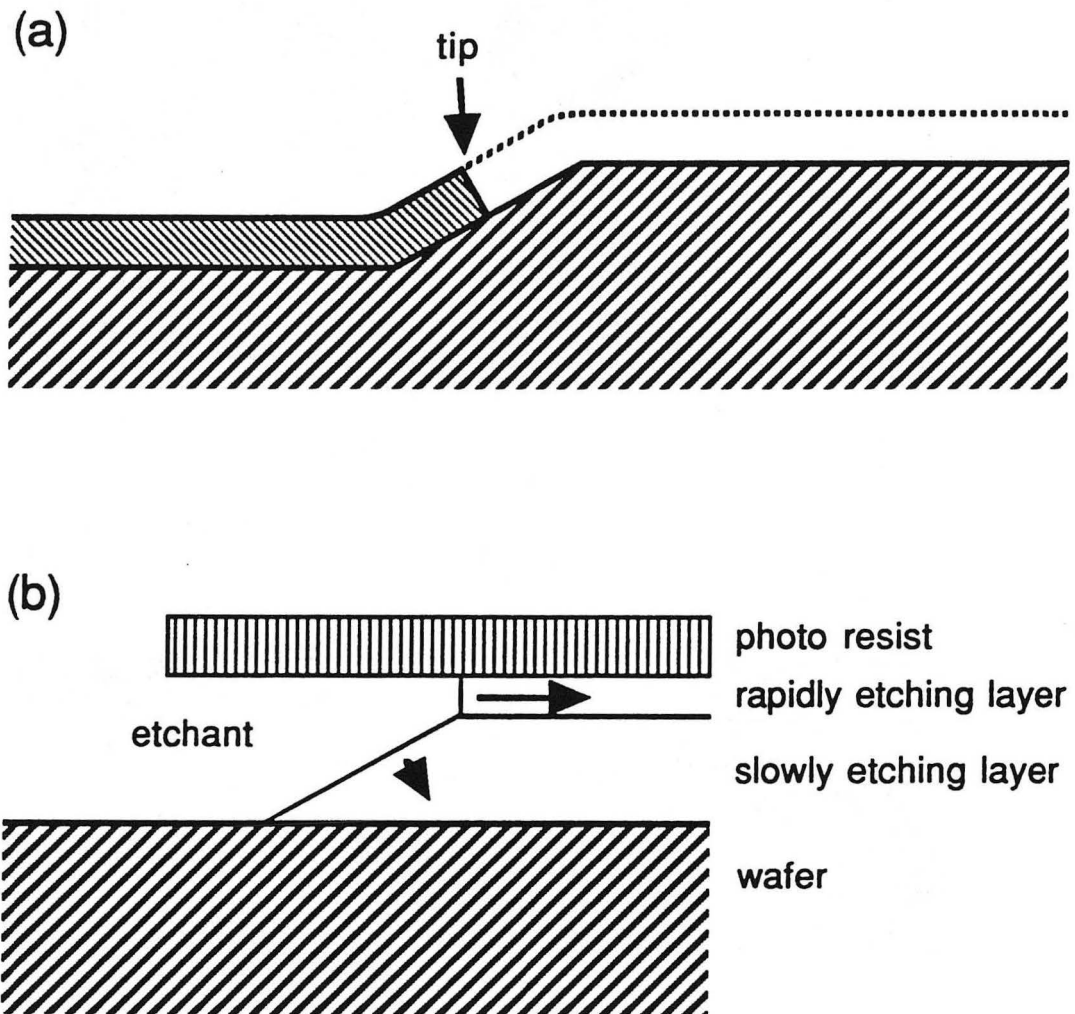 (a)
tip
(b)
photo resist
rapidly etching layer
etchant
slowly etching layer
wafer